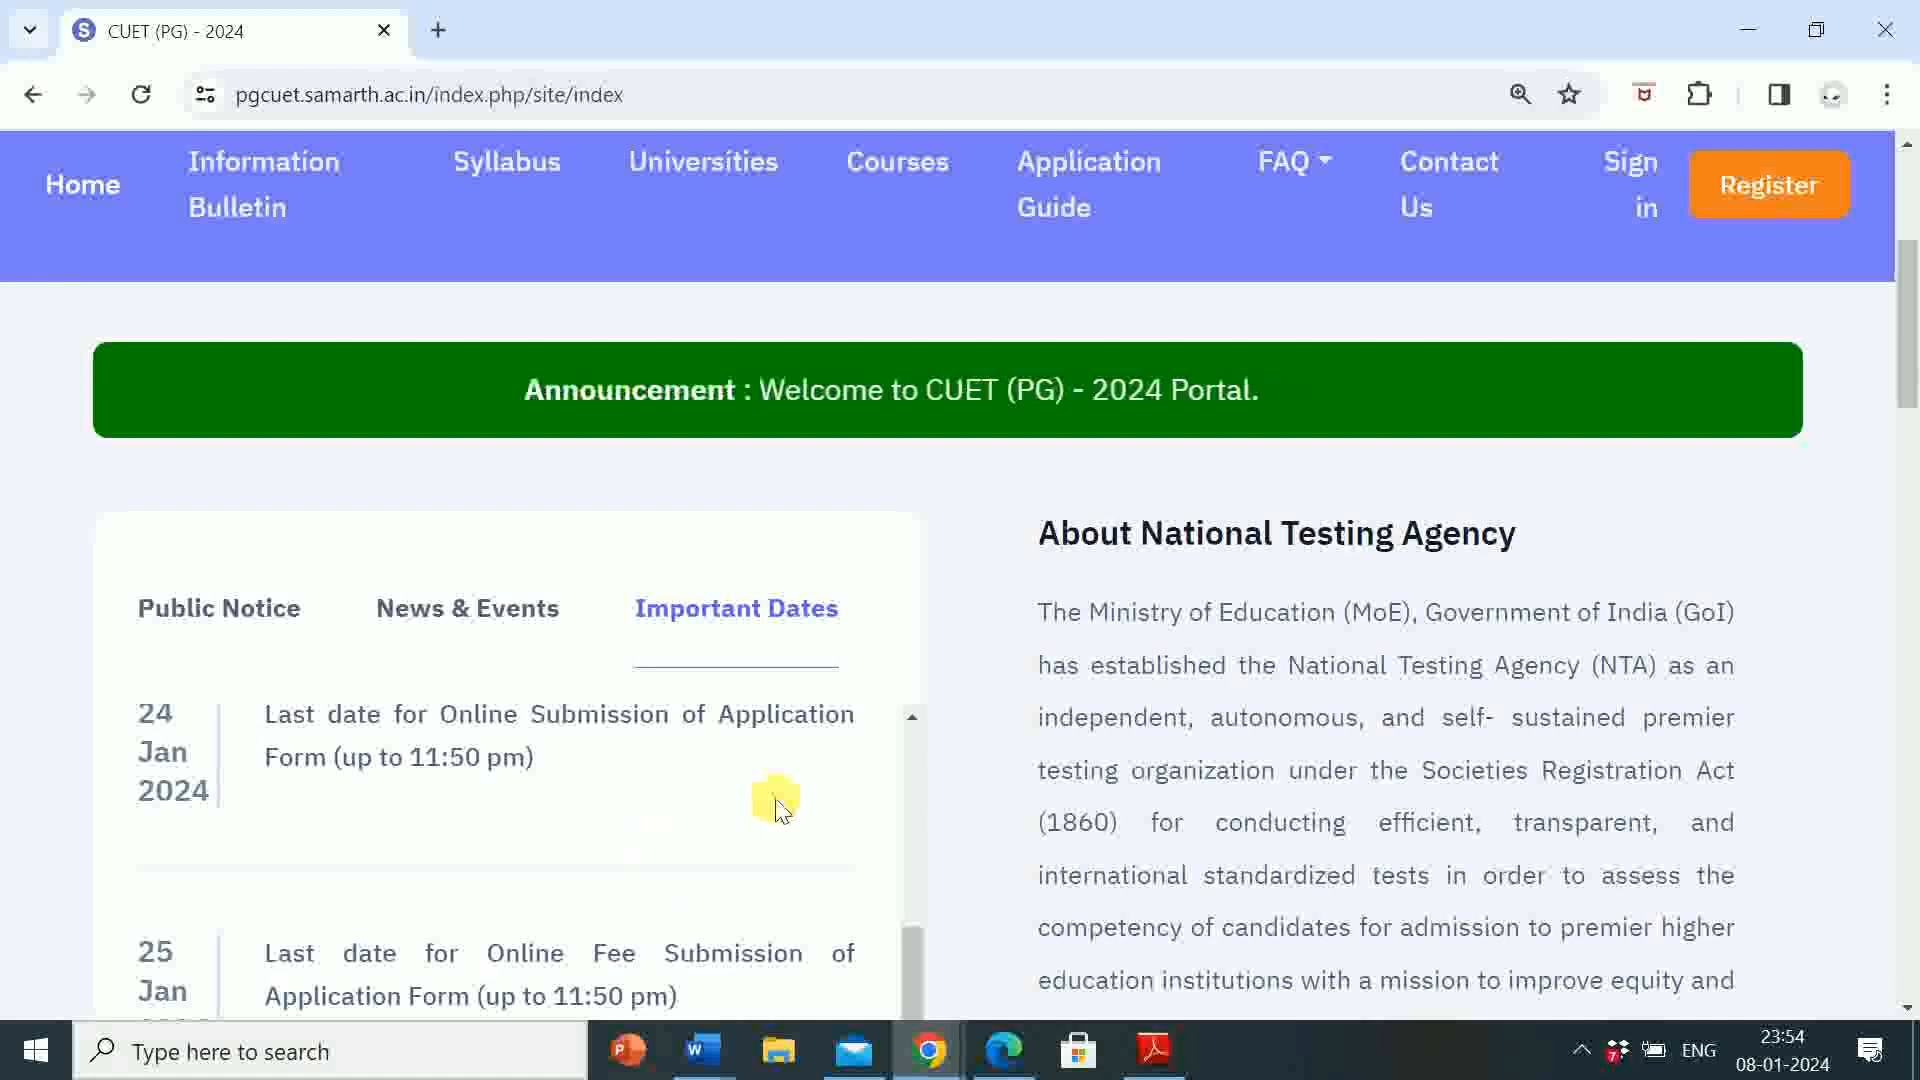 CUET (PG) - 2024
pgcuet.samarth.ac.in/index.php/site/index
Home
Information
Bulletin
Syllabus
Universities
Courses
Application
Guide
FAQ
Contact
Us
Sign
in
Register
Announcement : Welcome to CUET (PG) - 2024 Portal.
Public Notice
News & Events
Important Dates
24
Jan
2024
Last date for Online Submission of Application
Form (up to 11:50 pm)
25
Jan
Last date for Online Fee Submission of
Application Form (up to 11:50 pm)
About National Testing Agency
The Ministry of Education (MoE), Government of India (GoI)
has established the National Testing Agency (NTA) as an
independent, autonomous, and self- sustained premier
testing organization under the Societies Registration Act
(1860) for conducting efficient, transparent, and
international standardized tests in order to assess the
competency of candidates for admission to premier higher
education institutions with a mission to improve equity and
Type here to search
ENG
23:54
08-01-2024